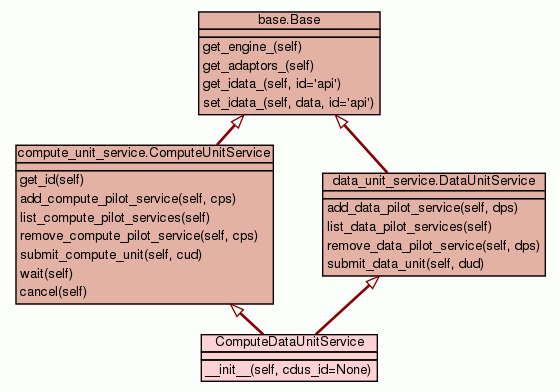 base.Base
get_engine_(self)
get_adaptors_(self)
get_idata_(self, id='api')
set_idata_(self, data, id='api')
compute_unit_service.ComputeUnitService
get_id(self)
add_compute_pilot_service(self, cps)
list_compute_pilot_services(self)
remove_compute_pilot_service(self, cps)
submit_compute_unit(self, cud)
wait(self)
cancel(self)
data_unit_service.DataUnitService
add_data_pilot_service(self, dps)
list_data_pilot_services(self)
remove_data_pilot_service(self, dps)
submit_data_unit(self, dud)
ComputeDataUnitService
__init__(self, cdus_id=None)